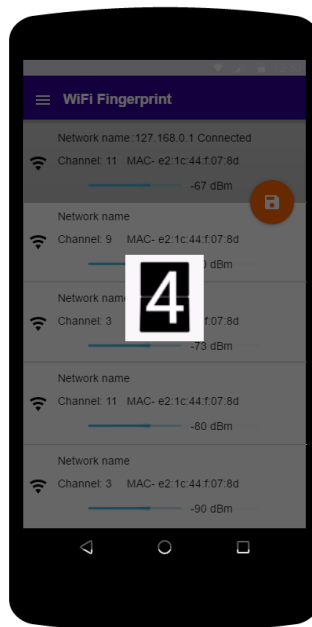 WiFi Fingerprint
Network name :127.168.0.1 Connected
Channel: 11 MAC- e2:1c:44:f:07:8d
-67 dBm
Network name
Channel: 9 MAC- e2:1c:44:f:07:8d
dBm
Network
Channel: 3
4
-73 dBm
Network name
Channel: 11 MAC- e2:1c:44:f:07:8d
-80 dBm
Network name
Channel: 3 MAC- e2:1c:44:f:07:8d
-90 dBm